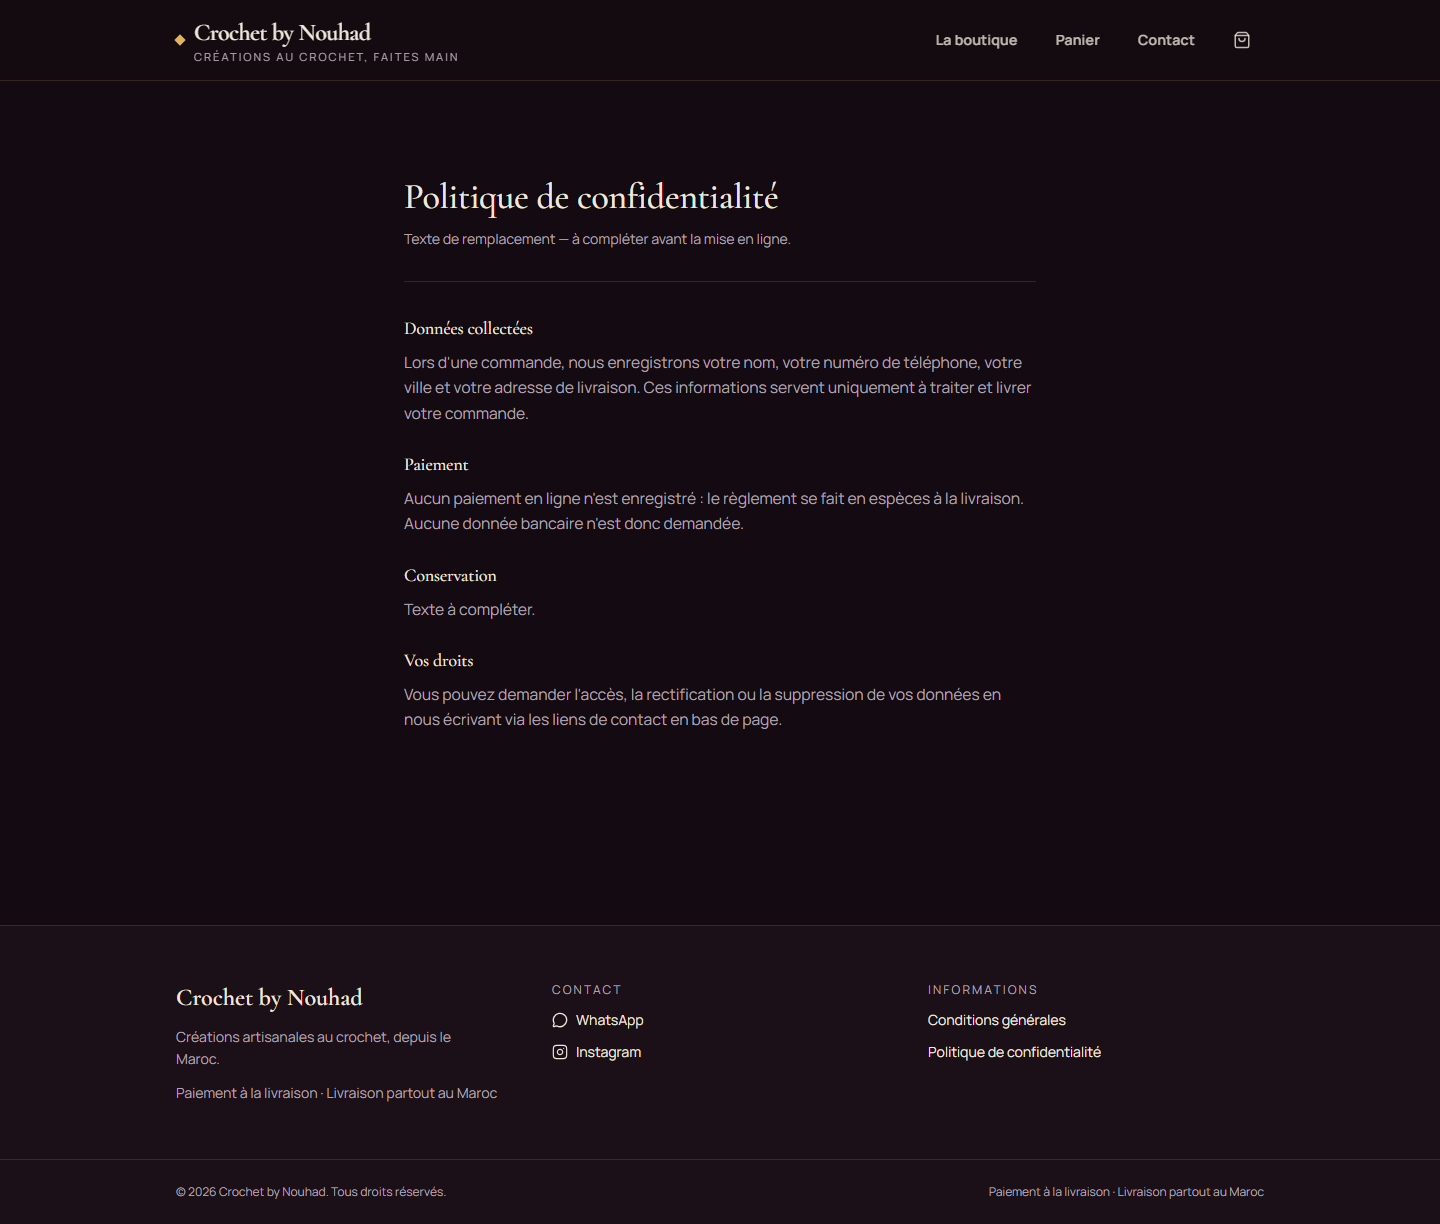 Crochet by Nouhad
CRÉATIONS AU CROCHET, FAITES MAIN
La boutique
Panier
Contact
Politique de confidentialité
Texte de remplacement — à compléter avant la mise en ligne.
Données collectées
Lors d'une commande, nous enregistrons votre nom, votre numéro de téléphone, votre
ville et votre adresse de livraison. Ces informations servent uniquement à traiter et livrer
votre commande.
Paiement
Aucun paiement en ligne n'est enregistré : le règlement se fait en espèces à la livraison.
Aucune donnée bancaire n'est donc demandée.
Conservation
Texte à compléter.
Vos droits
Vous pouvez demander l'accès, la rectification ou la suppression de vos données en
nous écrivant via les liens de contact en bas de page.
Crochet by Nouhad
Créations artisanales au crochet, depuis le
Maroc.
Paiement à la livraison · Livraison partout au Maroc
CONTACT
WhatsApp
Instagram
INFORMATIONS
Conditions générales
Politique de confidentialité
© 2026 Crochet by Nouhad. Tous droits réservés.
Paiement à la livraison · Livraison partout au Maroc